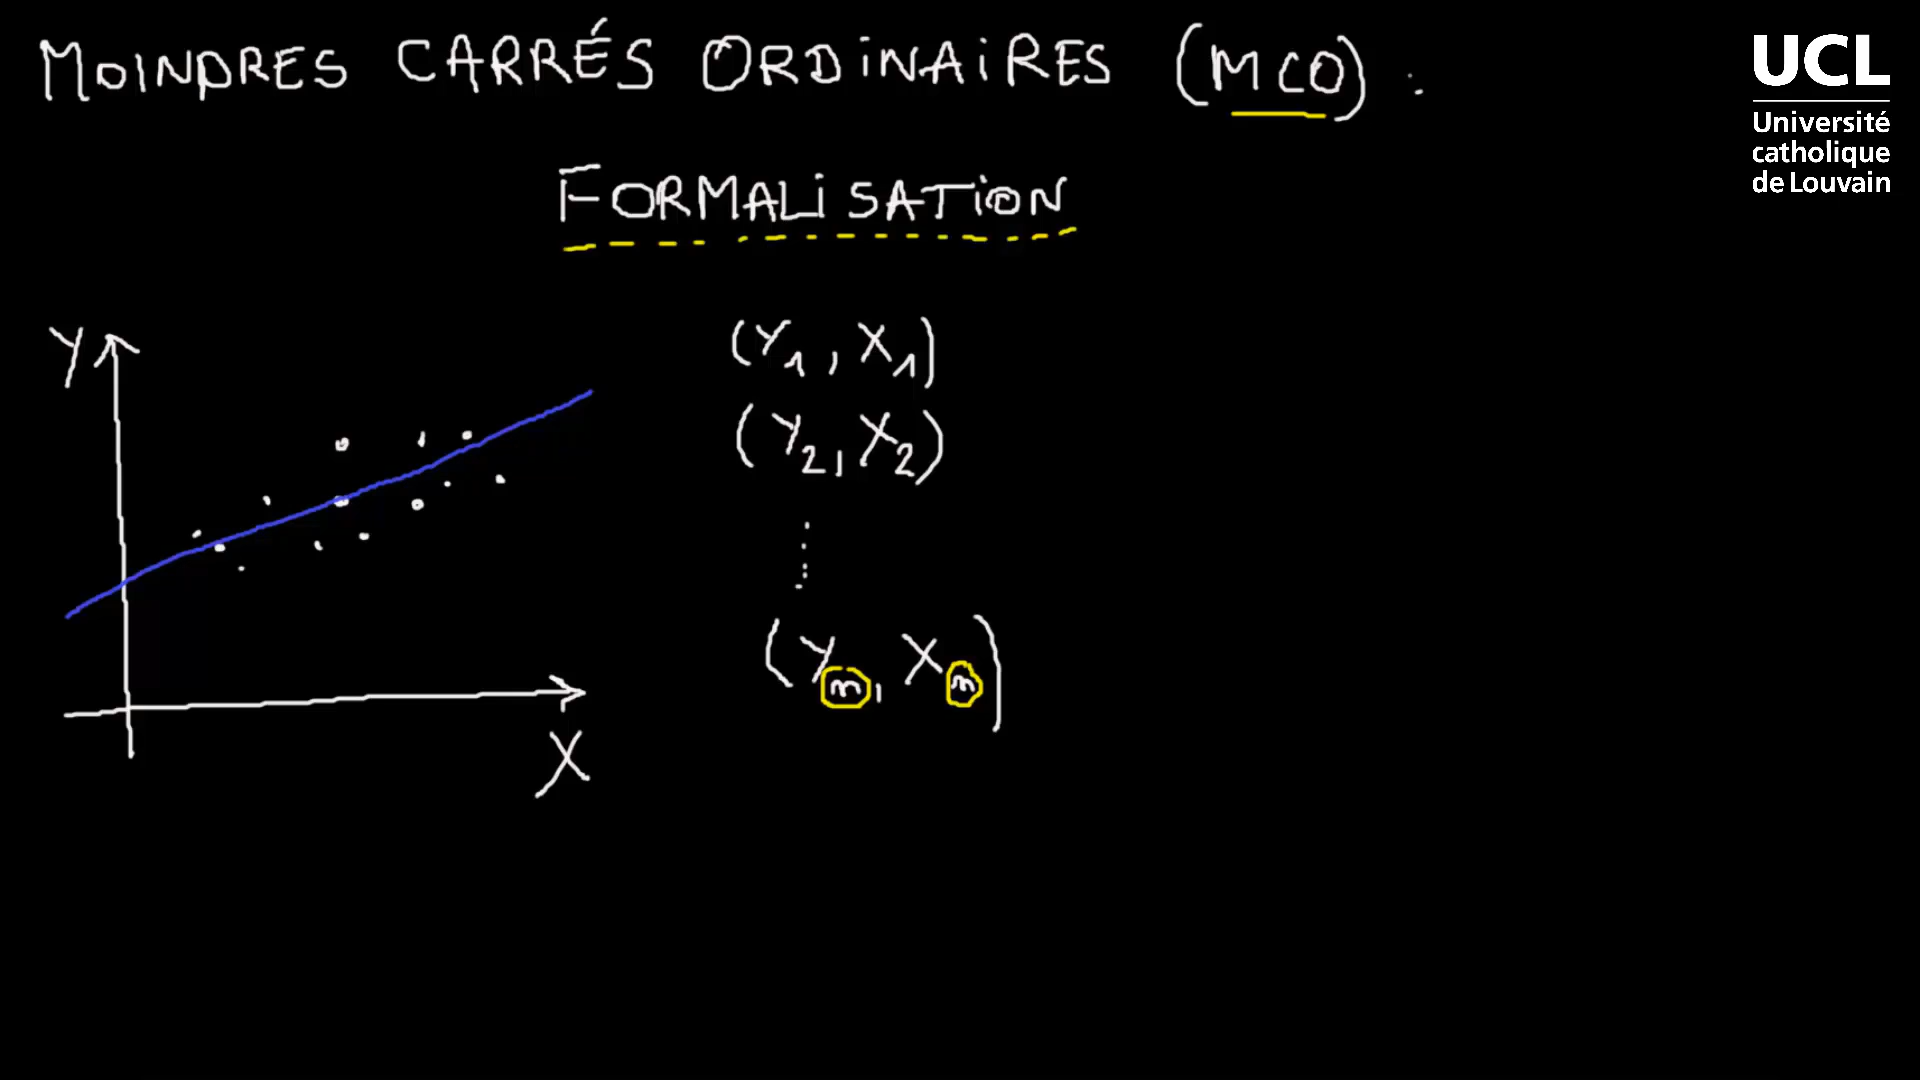 MOINDRES CARRÉS ORDINAIRES (MCO) :
UCL
Université
catholique
de Louvain
FORMALISATION
Y
(Y1, X1)
(Y2, X2)
(Yn, Xn)
X